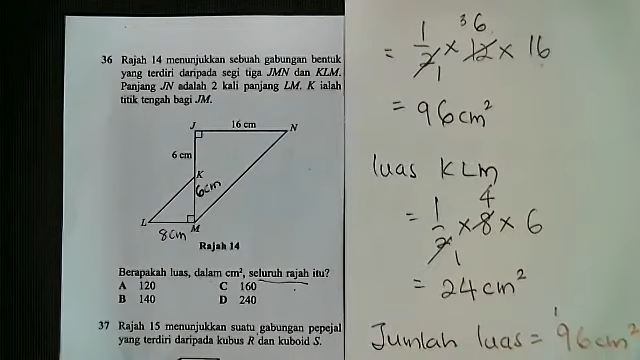 36 Rajah 14 menunjukkan sebuah gabungan bentuk
yang terdiri daripada segi tiga JMN dan KLM.
Panjang JN adalah 2 kali panjang LM. K ialah
titik tengah bagi JM.
J 16 cm N
6 cm
K
6cm
L M
8cm
Rajah 14
Berapakah luas, dalam cm², seluruh rajah itu?
A 120 C 160
B 140 D 240
37 Rajah 15 menunjukkan suatu gabungan pepejal
yang terdiri daripada kubus R dan kuboid S.
= 1/2 × 12 × 16
= 96cm²
luas KLM
= 1/2 × 8 × 6
= 24cm²
Jumlah luas = 96cm²